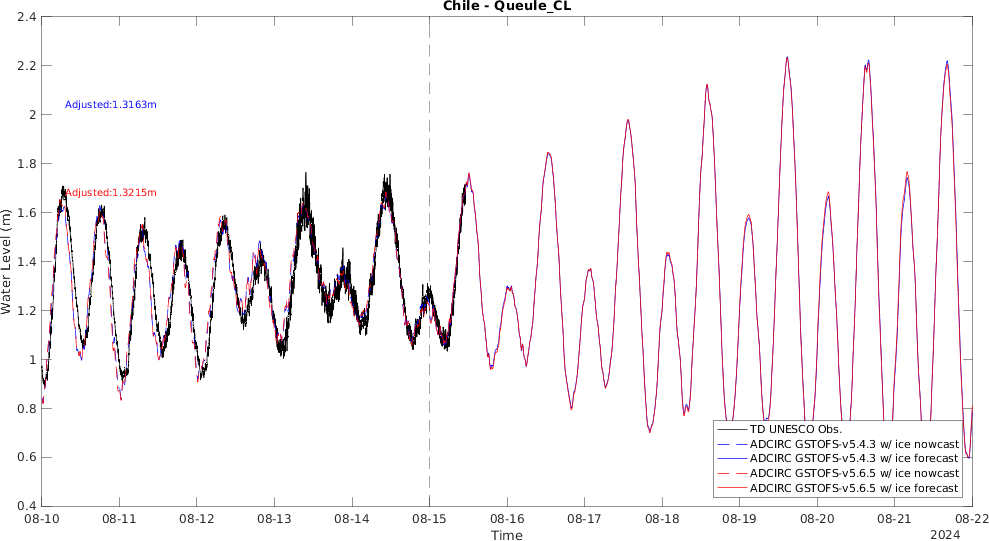 Chile - Queule_CL
2.4
2.2
2
1.8
1.6
1.4
1.2
1
0.8
0.6
0.4
Water Level (m)
Adjusted:1.3163m
Adjusted:1.3215m
TD UNESCO Obs.
ADCIRC GSTOFS-v5.4.3 w/ ice nowcast
ADCIRC GSTOFS-v5.4.3 w/ ice forecast
ADCIRC GSTOFS-v5.6.5 w/ ice nowcast
ADCIRC GSTOFS-v5.6.5 w/ ice forecast
08-10 08-11 08-12 08-13 08-14 08-15 08-16 08-17 08-18 08-19 08-20 08-21 08-22
Time
2024